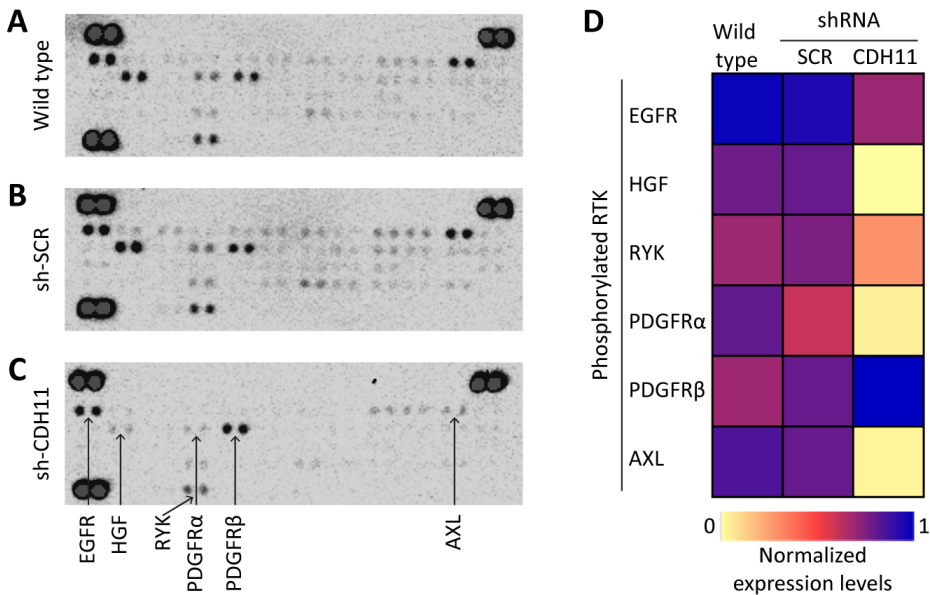 A
Wild type
B
sh-SCR
C
sh-CDH11
EGFR
HGF
RYK
PDGFRα
PDGFRβ
AXL
D
Wild
type
shRNA
SCR
CDH11
Phosphorylated RTK
EGFR
HGF
RYK
PDGFRα
PDGFRβ
AXL
0
1
Normalized
expression levels